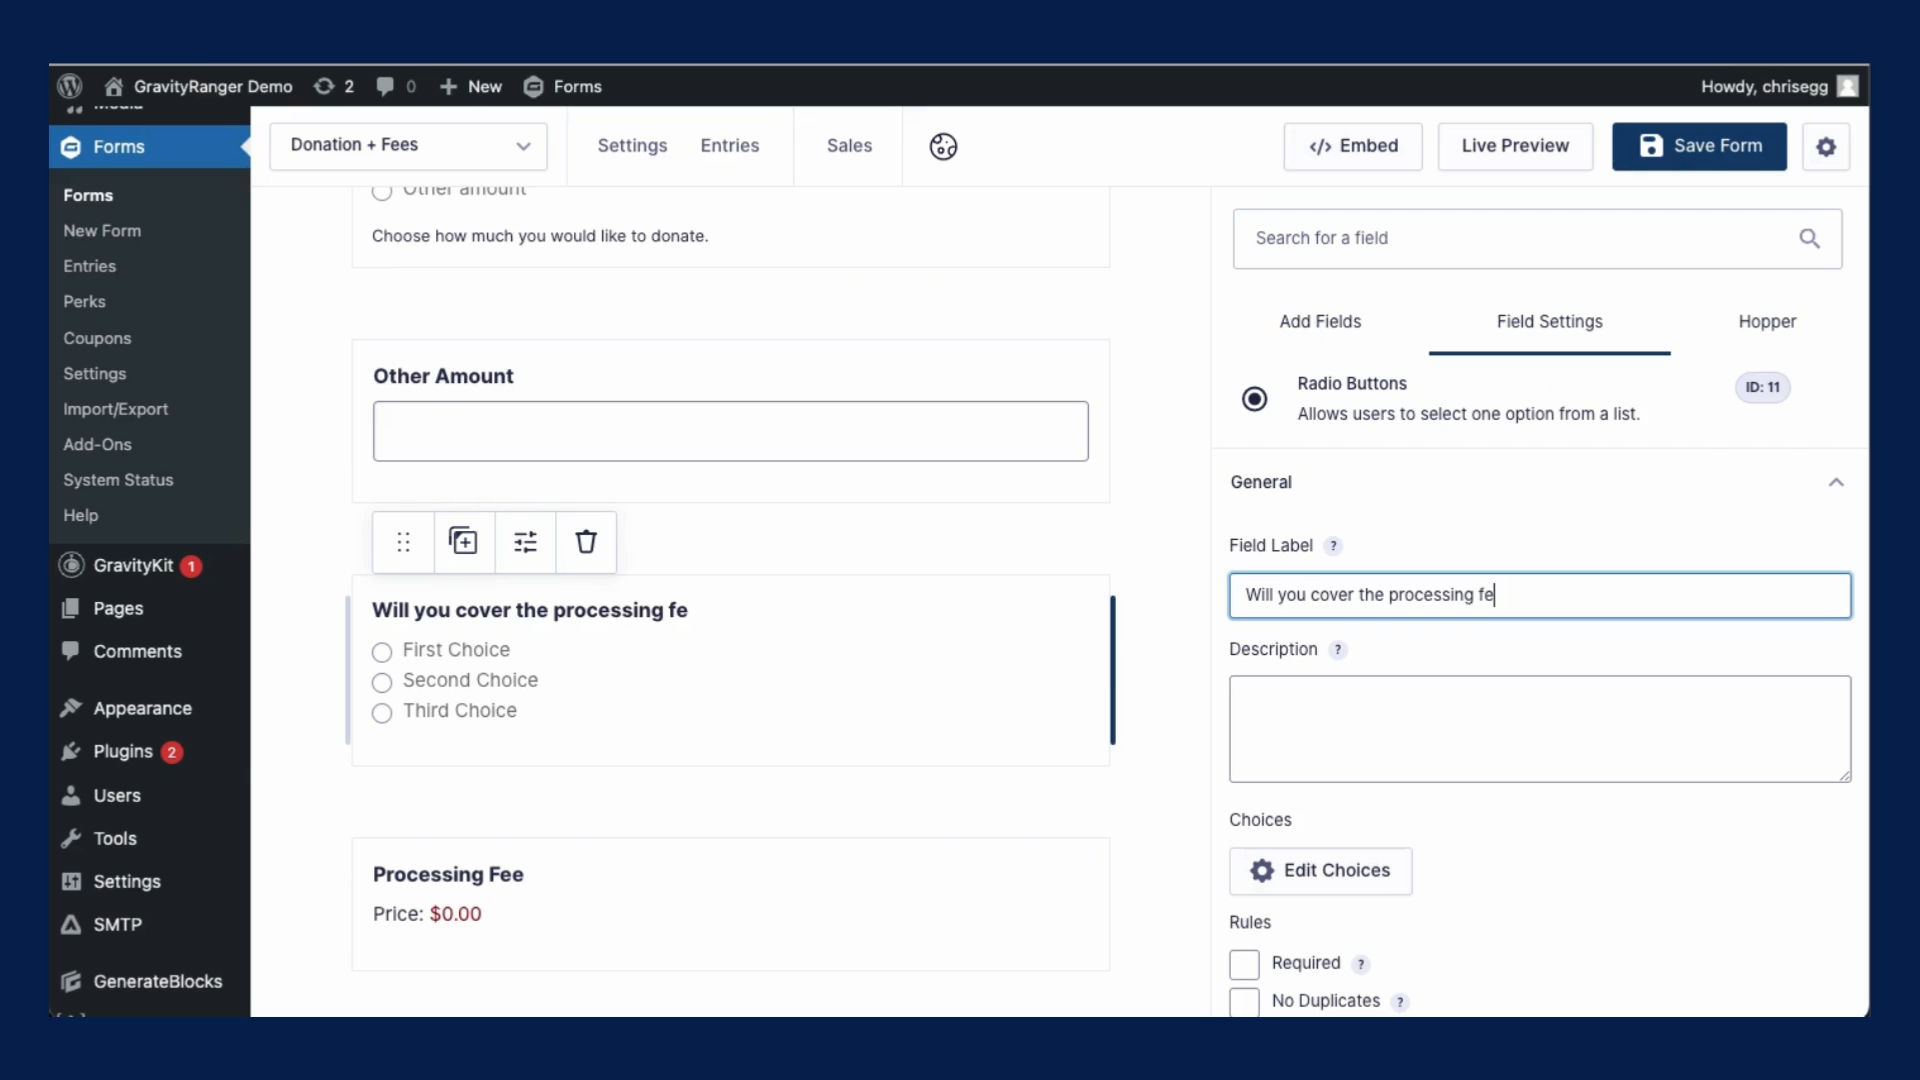 GravityRanger Demo 2 0 New Forms Howdy, chrisegg
Media
Forms
Forms
New Form
Entries
Perks
Coupons
Settings
Import/Export
Add-Ons
System Status
Help
GravityKit 1
Pages
Comments
Appearance
Plugins 2
Users
Tools
Settings
SMTP
GenerateBlocks
Donation + Fees Settings Entries Sales </> Embed Live Preview Save Form
Other amount
Choose how much you would like to donate.
Other Amount
Will you cover the processing fe
First Choice
Second Choice
Third Choice
Processing Fee
Price: $0.00
Search for a field
Add Fields Field Settings Hopper
Radio Buttons ID: 11
Allows users to select one option from a list.
General
Field Label ?
Will you cover the processing fe
Description ?
Choices
Edit Choices
Rules
Required ?
No Duplicates ?